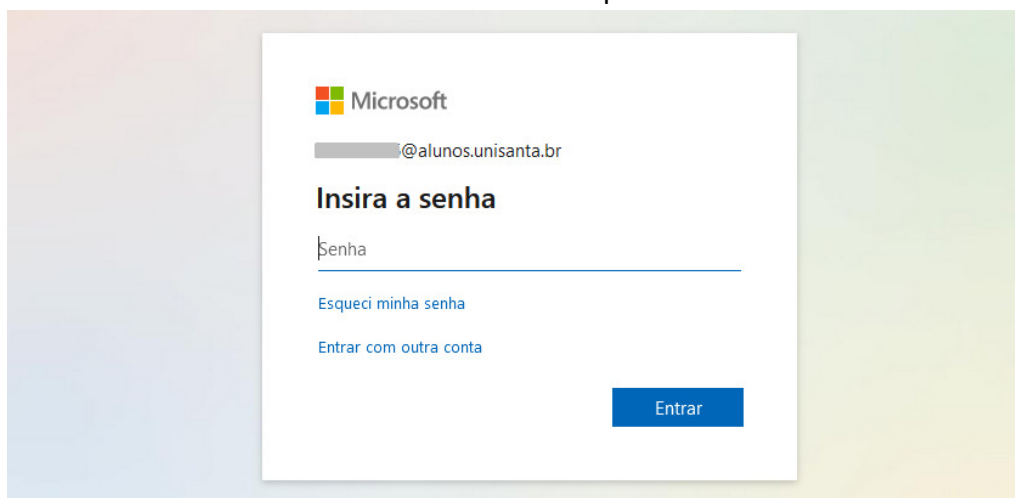 Microsoft
@alunos.unisanta.br
Insira a senha
Senha
Esqueci minha senha
Entrar com outra conta
Entrar